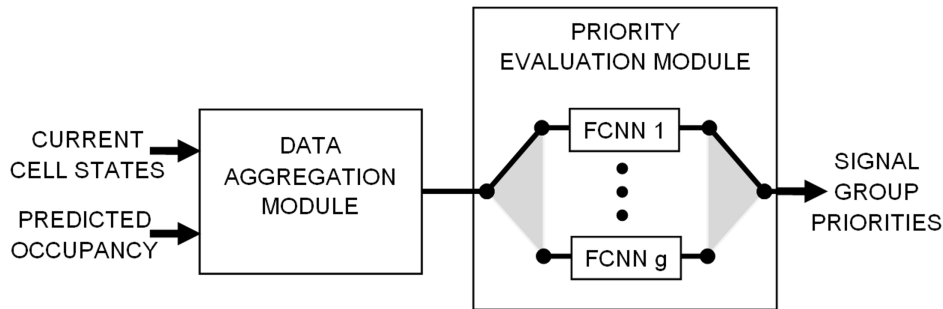 CURRENT
CELL STATES
PREDICTED
OCCUPANCY
DATA
AGGREGATION
MODULE
PRIORITY
EVALUATION MODULE
FCNN 1
FCNN g
SIGNAL
GROUP
PRIORITIES